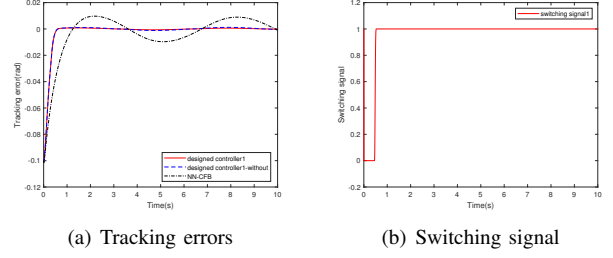 0.02
0
-0.02
-0.04
-0.06
-0.08
-0.1
-0.12
Tracking error(rad)
designed controller1
designed controller1-without
NN-CFB
0 1 2 3 4 5 6 7 8 9 10
Time(s)
(a) Tracking errors
1.2
1
0.8
0.6
0.4
0.2
0
-0.2
Switching signal
switching signal1
0 1 2 3 4 5 6 7 8 9 10
Time(s)
(b) Switching signal